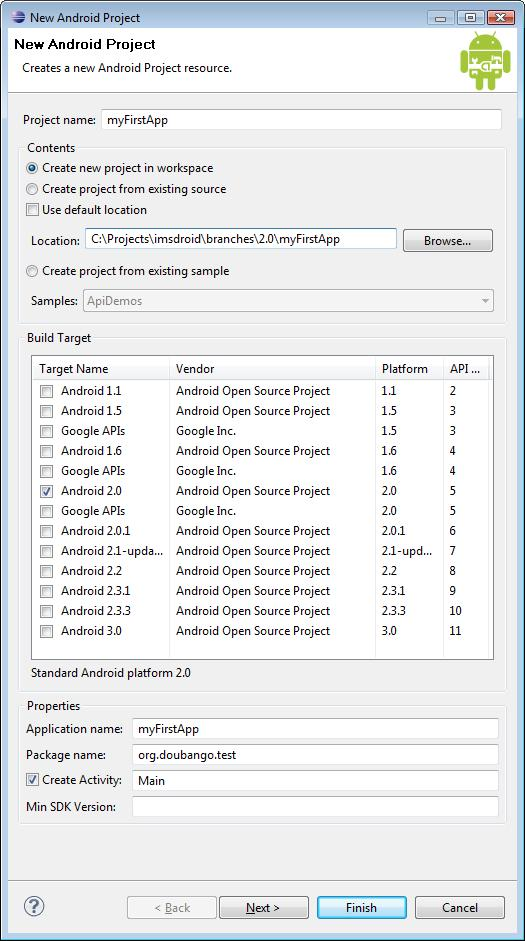 New Android Project
New Android Project
Creates a new Android Project resource.
Project name: myFirstApp
Contents
Create new project in workspace
Create project from existing source
Use default location
Location: C:\Projects\imsdroid\branches\2.0\myFirstApp Browse...
Create project from existing sample
Samples: ApiDemos
Build Target
Target Name Vendor Platform API ...
Android 1.1 Android Open Source Project 1.1 2
Android 1.5 Android Open Source Project 1.5 3
Google APIs Google Inc. 1.5 3
Android 1.6 Android Open Source Project 1.6 4
Google APIs Google Inc. 1.6 4
Android 2.0 Android Open Source Project 2.0 5
Google APIs Google Inc. 2.0 5
Android 2.0.1 Android Open Source Project 2.0.1 6
Android 2.1-upda... Android Open Source Project 2.1-upd... 7
Android 2.2 Android Open Source Project 2.2 8
Android 2.3.1 Android Open Source Project 2.3.1 9
Android 2.3.3 Android Open Source Project 2.3.3 10
Android 3.0 Android Open Source Project 3.0 11
Standard Android platform 2.0
Properties
Application name: myFirstApp
Package name: org.doubango.test
Create Activity: Main
Min SDK Version:
? < Back Next > Finish Cancel